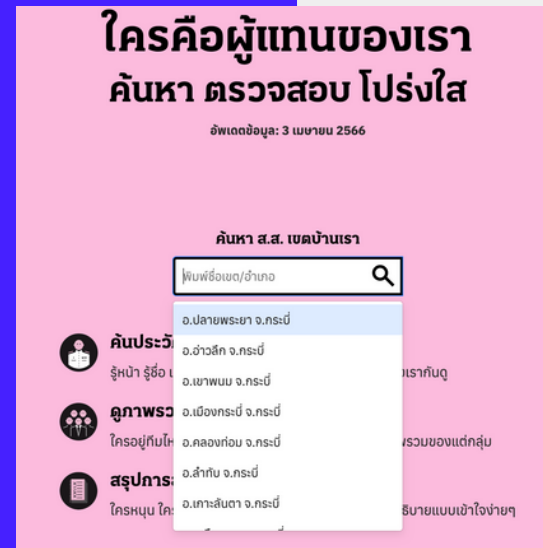 ใครคือผู้แทนของเรา
ค้นหา ตรวจสอบ โปร่งใส
อัพเดตข้อมูล: 3 เมษายน 2566
ค้นหา ส.ส. เขตบ้านเรา
พิมพ์ชื่อเขต/อำเภอ
อ.ปลายพระยา จ.กระบี่
อ.อ่าวลึก จ.กระบี่
อ.เขาพนม จ.กระบี่
อ.เมืองกระบี่ จ.กระบี่
อ.คลองท่อม จ.กระบี่
อ.ลำทับ จ.กระบี่
อ.เกาะลันตา จ.กระบี่
ค้นประวั
รู้หน้า รู้ชื่อ เรากันดู
ดูภาพรว
ใครอยู่ทีมไห รวมของแต่กลุ่ม
สรุปการ
ใครหนุน ใคร ธิบายแบบเข้าใจง่ายๆ